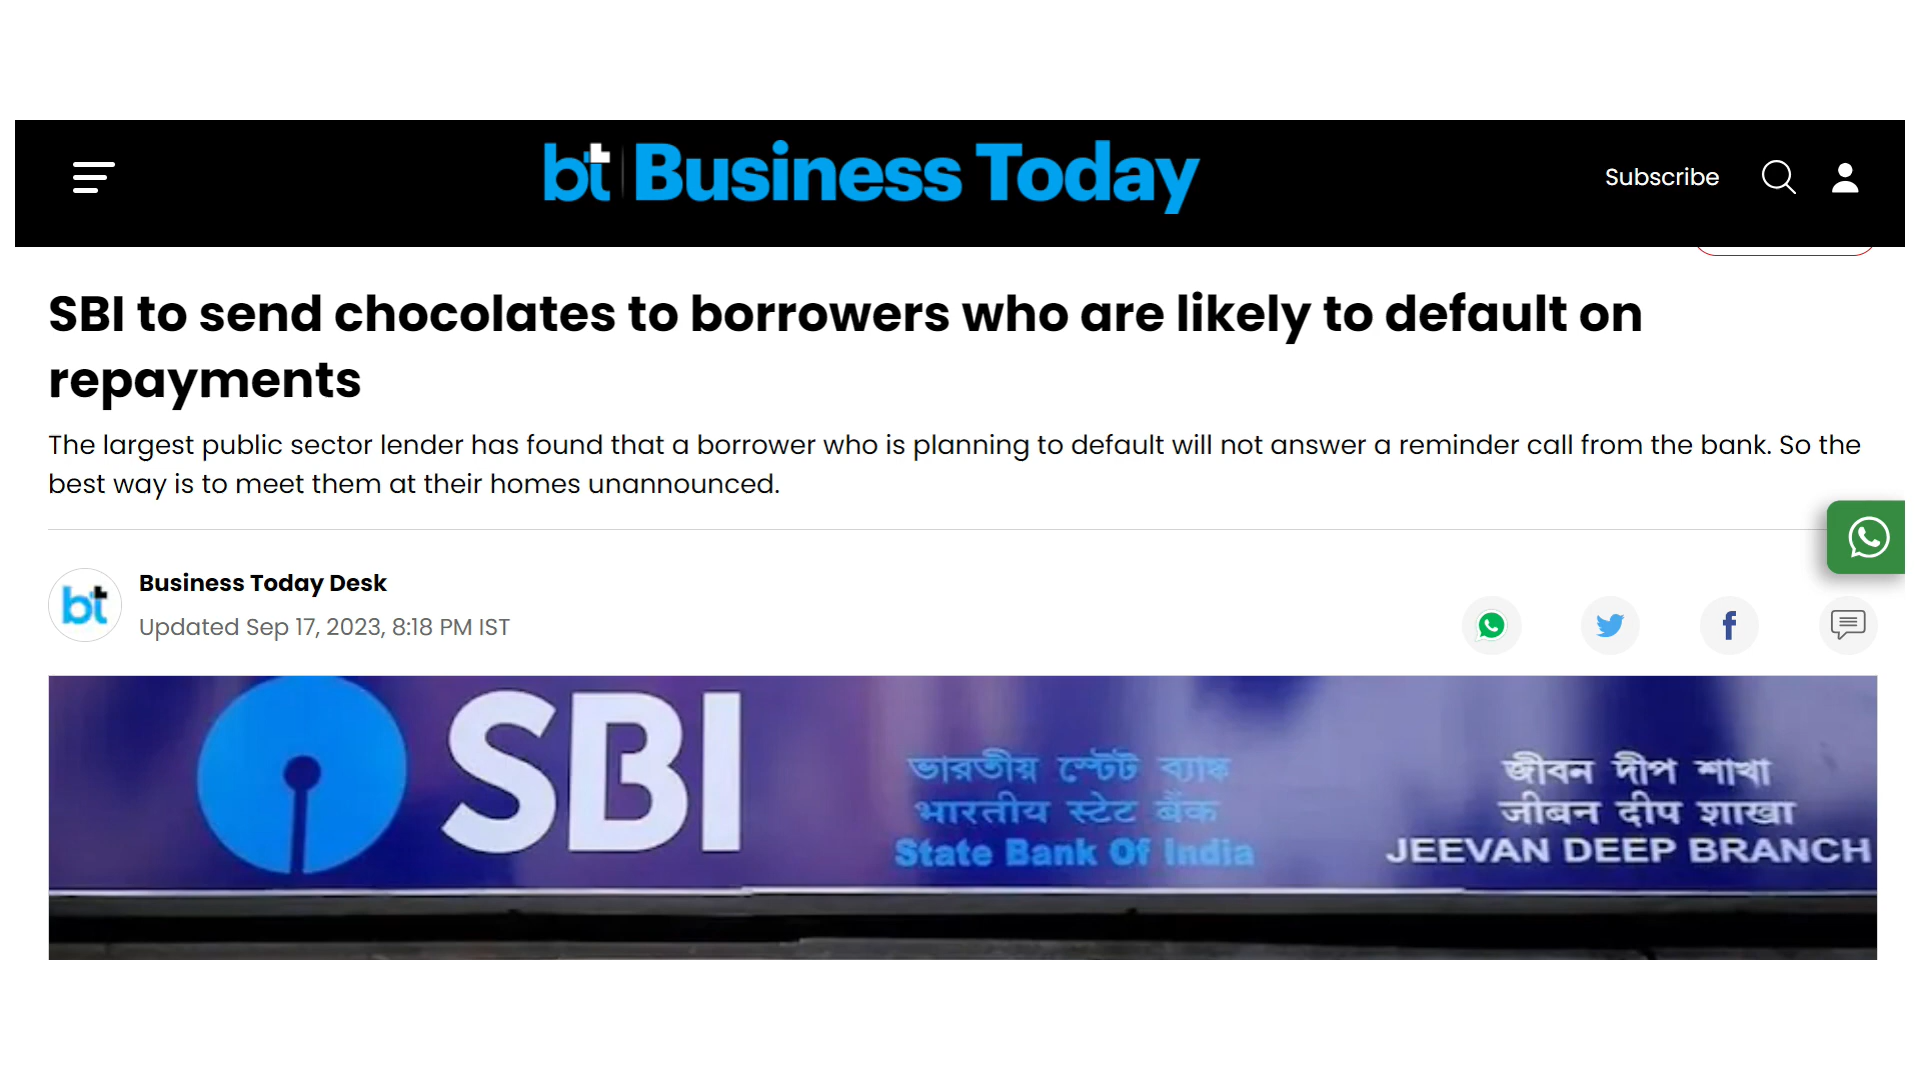 bt Business Today
Subscribe
SBI to send chocolates to borrowers who are likely to default on
repayments
The largest public sector lender has found that a borrower who is planning to default will not answer a reminder call from the bank. So the
best way is to meet them at their homes unannounced.
bt
Business Today Desk
Updated Sep 17, 2023, 8:18 PM IST
SBI
ভারতীয় স্টেট ব্যাঙ্ক
भारतीय स्टेट बैंक
State Bank Of India
জীবন দীপ শাখা
जीबन दीप शाखा
JEEVAN DEEP BRANCH